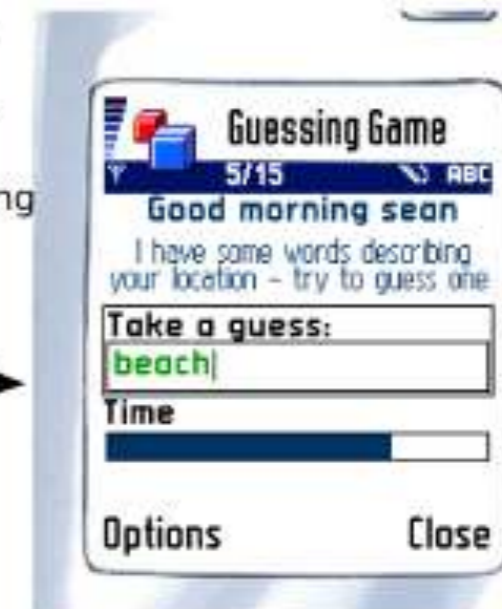 ng
Guessing Game
5/15 ABC
Good morning sean
I have some words describing
your location - try to guess one
Take a guess:
beach
Time
Options Close